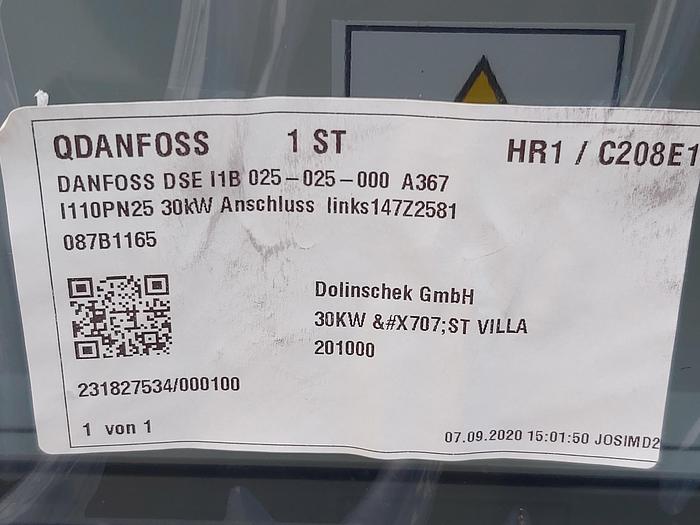 QDANFOSS 1 ST HR1 / C208E1
DANFOSS DSE I1B 025-025-000 A367
I110PN25 30kW Anschluss links147Z2581
087B1165
Dolinschek GmbH
30KW &#X707;ST VILLA
201000
231827534/000100
1 von 1
07.09.2020 15:01:50 JOSIMD2